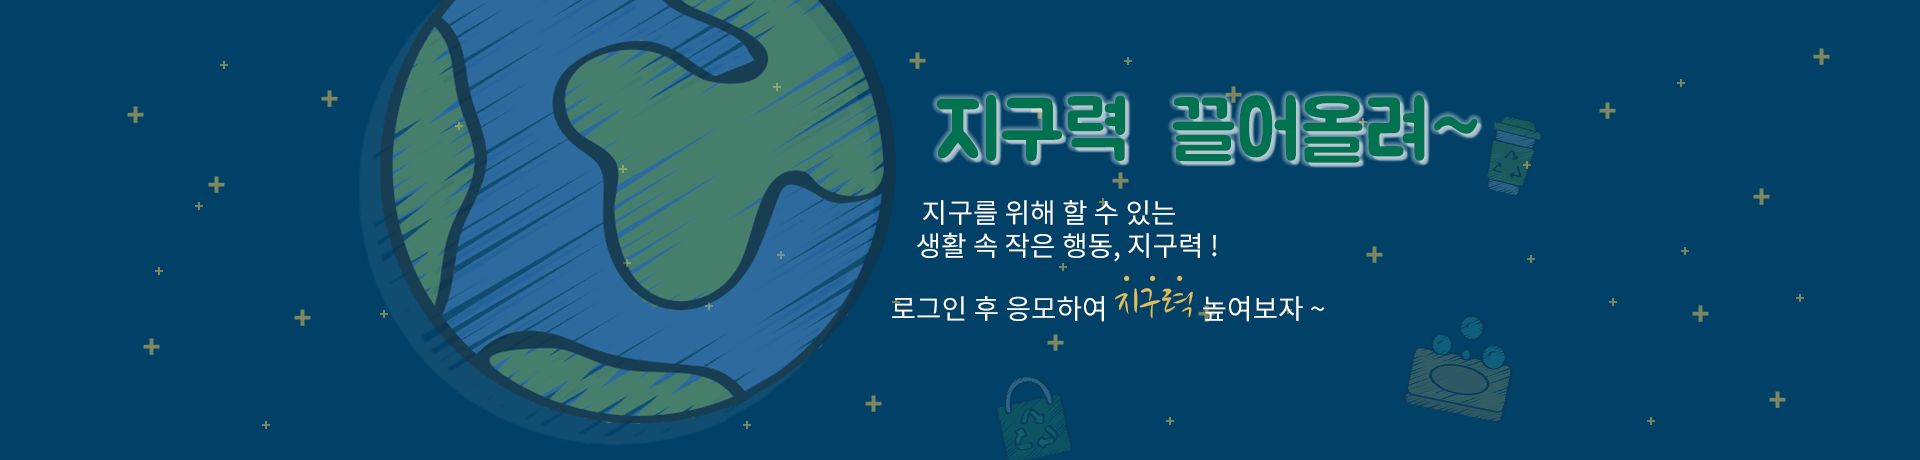 지구력 끌어올려~
지구를 위해 할 수 있는
생활 속 작은 행동, 지구력 !
로그인 후 응모하여 지구력 높여보자 ~